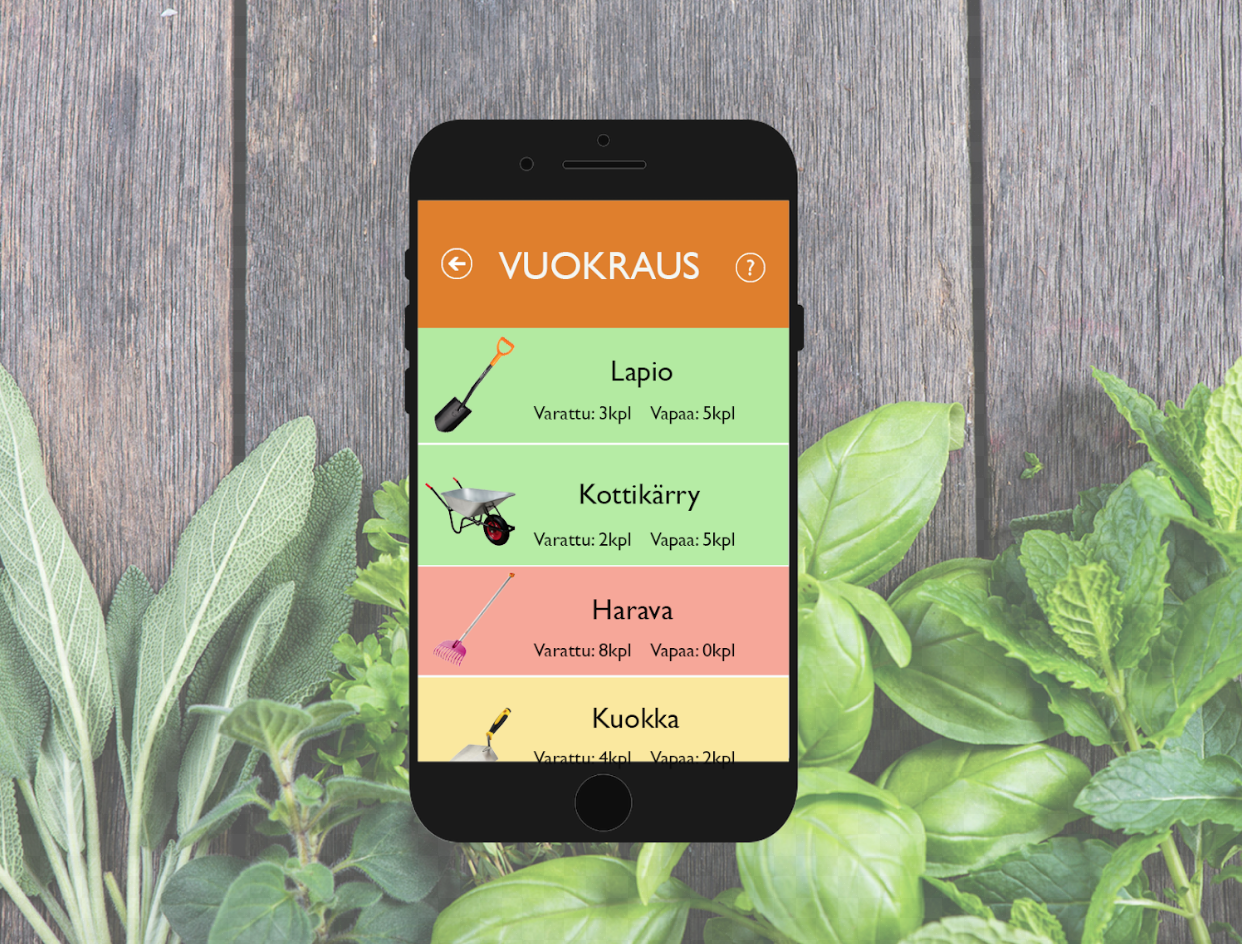 VUOKRAUS
?
Lapio
Varattu: 3kpl Vapaa: 5kpl
Kottikärry
Varattu: 2kpl Vapaa: 5kpl
Harava
Varattu: 8kpl Vapaa: 0kpl
Kuokka
Varattu: 4kpl Vapaa: 2kpl